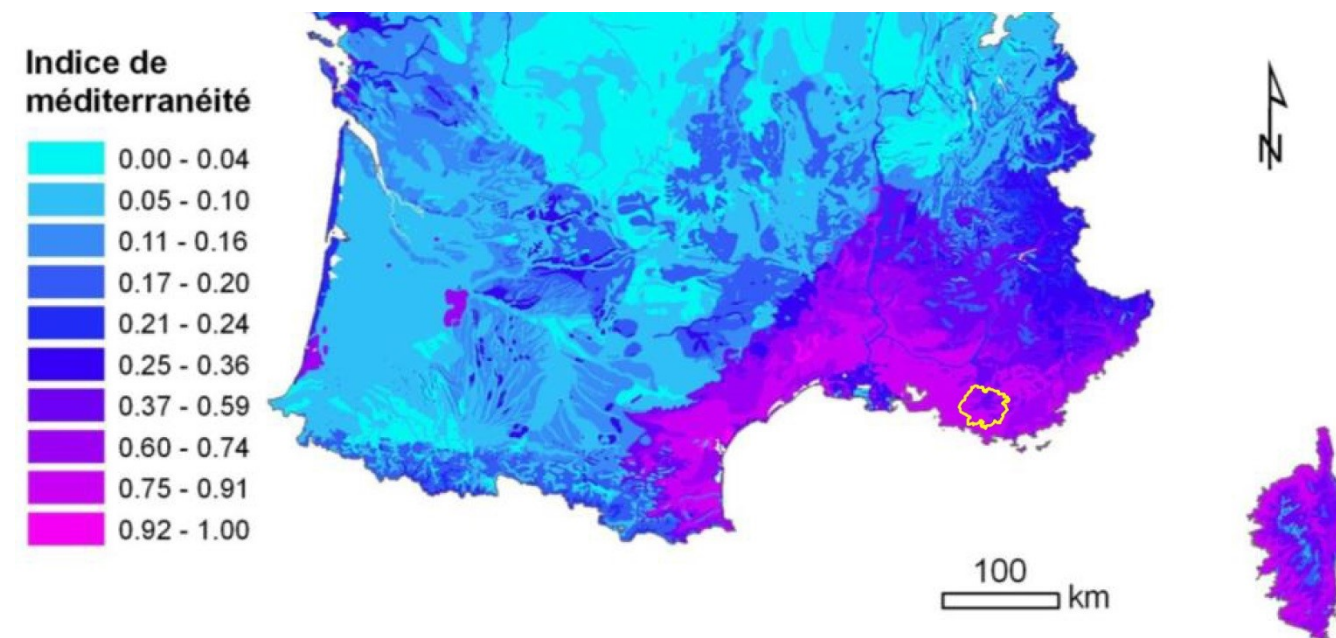 Indice de
méditerranéité
0.00 - 0.04
0.05 - 0.10
0.11 - 0.16
0.17 - 0.20
0.21 - 0.24
0.25 - 0.36
0.37 - 0.59
0.60 - 0.74
0.75 - 0.91
0.92 - 1.00
N
100
km